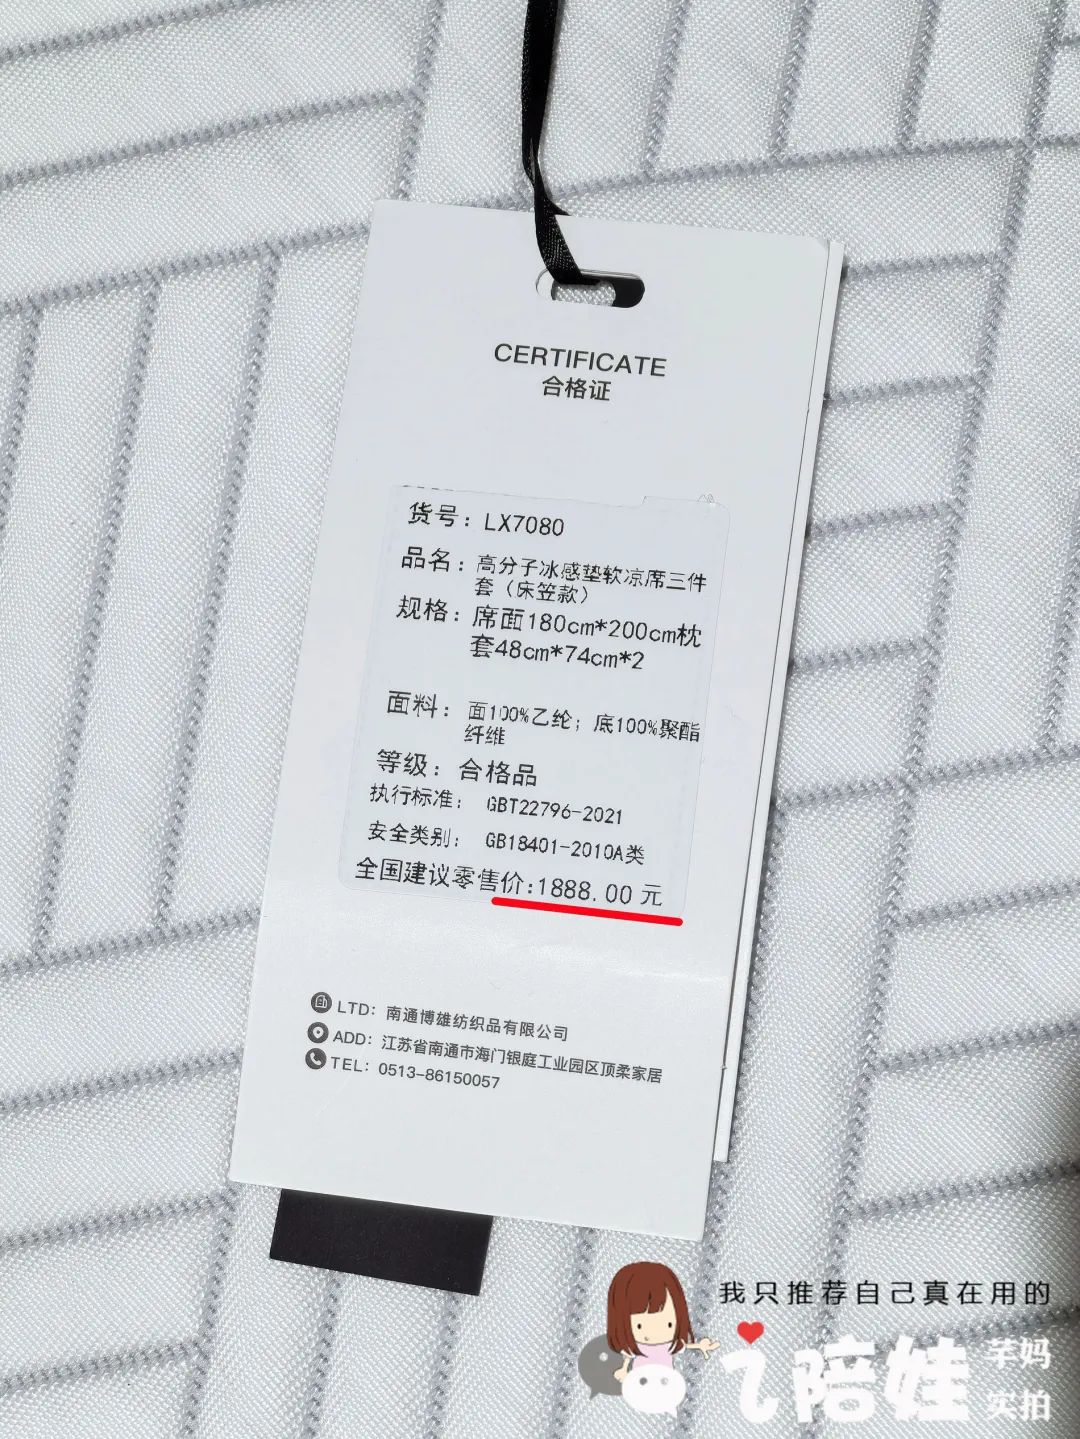 CERTIFICATE
合格证
货号：LX7080
品名：高分子冰感垫软凉席三件
套（床笠款）
规格：席面180cm*200cm枕
套48cm*74cm*2
面料：面100%乙纶；底100%聚酯
纤维
等级：合格品
执行标准：GBT22796-2021
安全类别：GB18401-2010A类
全国建议零售价:1888.00 元
LTD：南通博雄纺织品有限公司
ADD：江苏省南通市海门银庭工业园区顶柔家居
TEL：0513-86150057
我只推荐自己真在用的
飞陪娃
芊妈
实拍